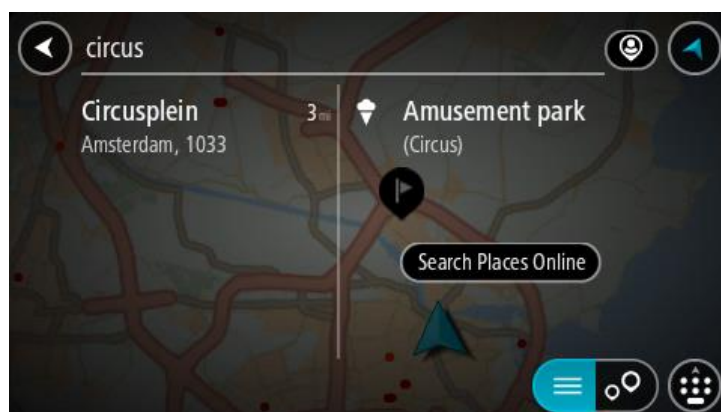 circus
Circusplein 3 mi
Amsterdam, 1033
Amusement park
(Circus)
Search Places Online